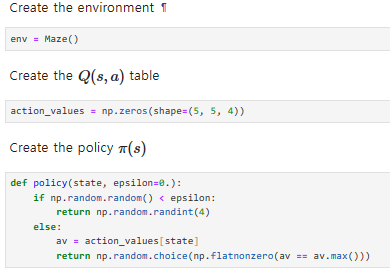 Create the environment ¶
env = Maze()
Create the Q(s, a) table
action_values = np.zeros(shape=(5, 5, 4))
Create the policy π(s)
def policy(state, epsilon=0.):
    if np.random.random() < epsilon:
        return np.random.randint(4)
    else:
        av = action_values[state]
        return np.random.choice(np.flatnonzero(av == av.max()))